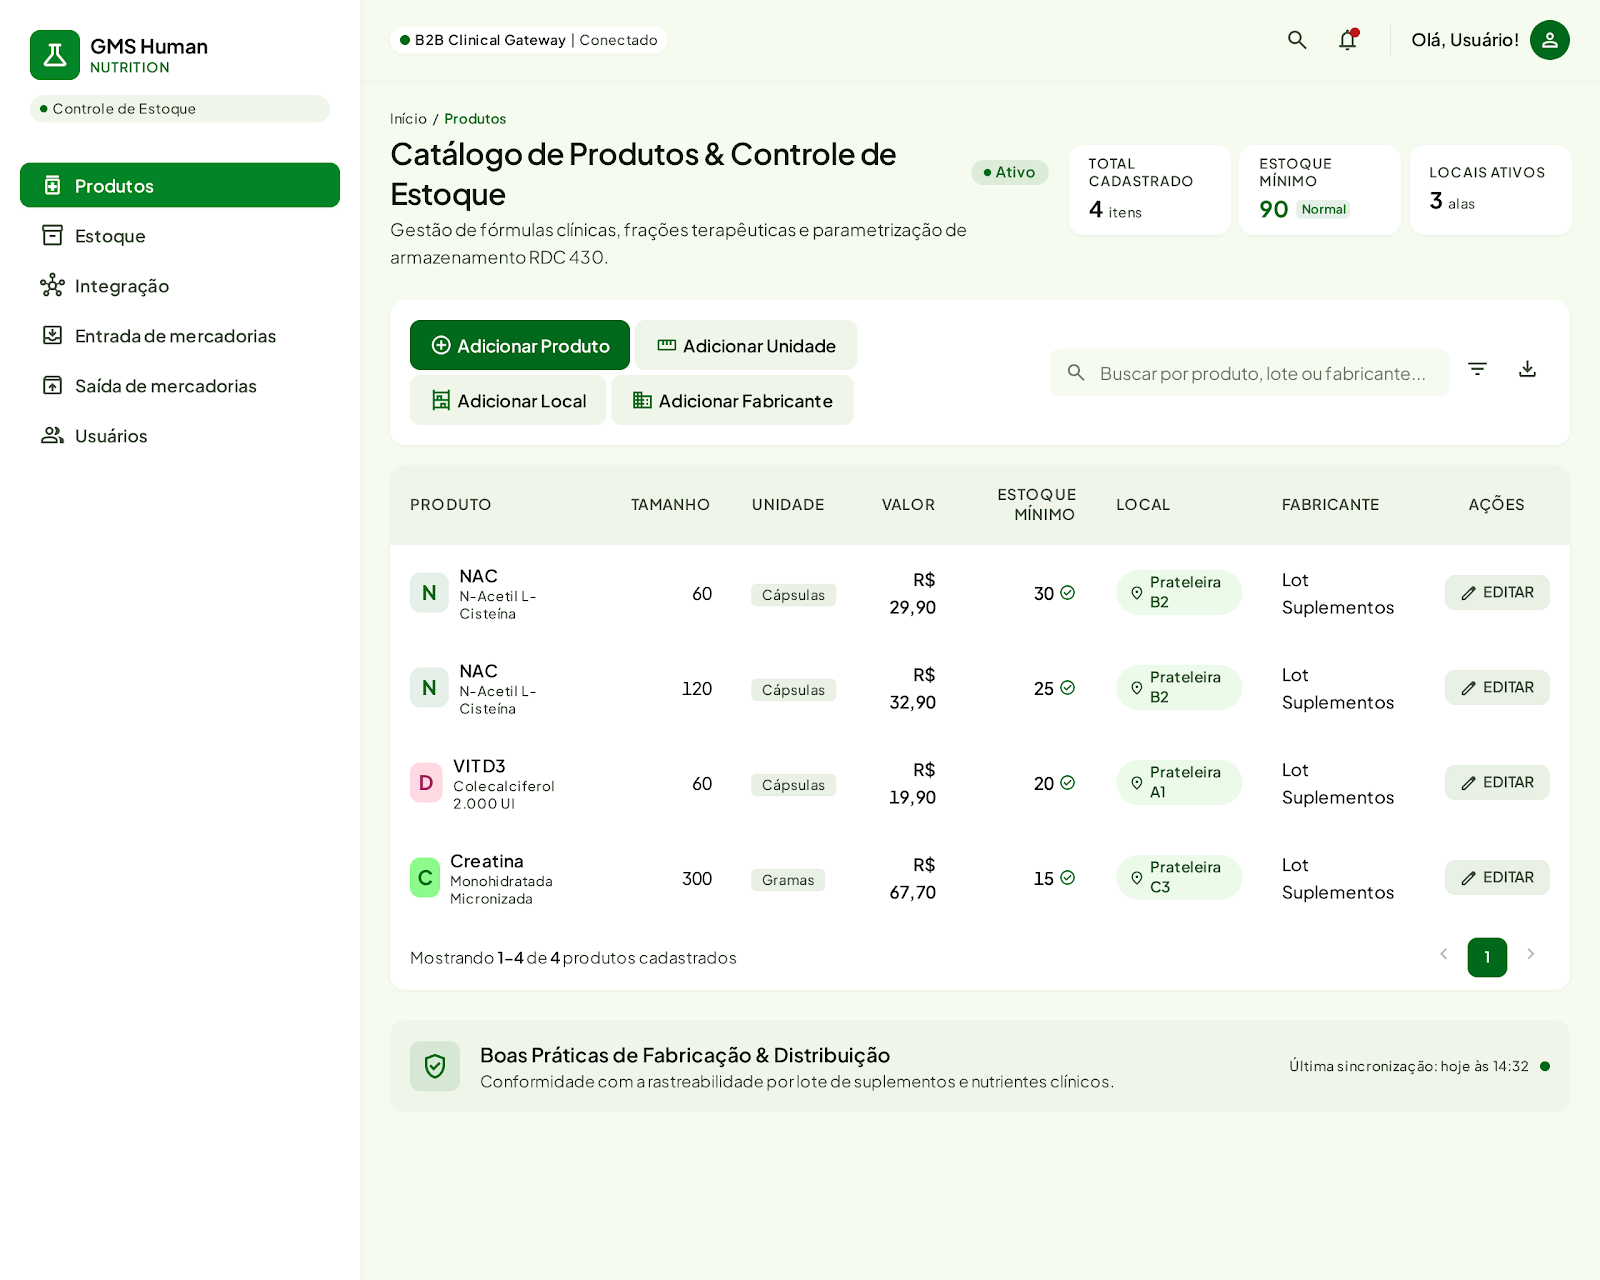 GMS Human
NUTRITION
Controle de Estoque
Produtos
Estoque
Integração
Entrada de mercadorias
Saída de mercadorias
Usuários
B2B Clinical Gateway | Conectado
Olá, Usuário!
Início / Produtos
Catálogo de Produtos & Controle de
Estoque
Ativo
Gestão de fórmulas clínicas, frações terapêuticas e parametrização de
armazenamento RDC 430.
TOTAL
CADASTRADO
4 itens
ESTOQUE
MÍNIMO
90 Normal
LOCAIS ATIVOS
3 alas
Adicionar Produto
Adicionar Unidade
Adicionar Local
Adicionar Fabricante
Buscar por produto, lote ou fabricante...
PRODUTO
TAMANHO
UNIDADE
VALOR
ESTOQUE
MÍNIMO
LOCAL
FABRICANTE
AÇÕES
N
NAC
N-Acetil L-
Cisteína
60
Cápsulas
R$
29,90
30
Prateleira
B2
Lot
Suplementos
EDITAR
N
NAC
N-Acetil L-
Cisteína
120
Cápsulas
R$
32,90
25
Prateleira
B2
Lot
Suplementos
EDITAR
D
VIT D3
Colecalciferol
2.000 UI
60
Cápsulas
R$
19,90
20
Prateleira
A1
Lot
Suplementos
EDITAR
C
Creatina
Monohidratada
Micronizada
300
Gramas
R$
67,70
15
Prateleira
C3
Lot
Suplementos
EDITAR
Mostrando 1–4 de 4 produtos cadastrados
1
Boas Práticas de Fabricação & Distribuição
Conformidade com a rastreabilidade por lote de suplementos e nutrientes clínicos.
Última sincronização: hoje às 14:32